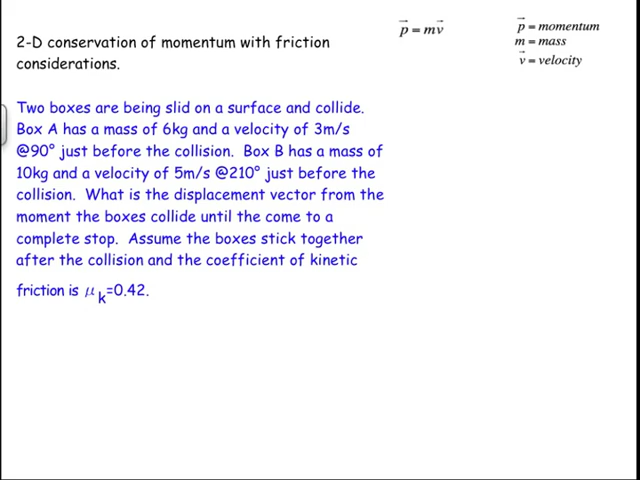 2-D conservation of momentum with friction
considerations.
p⃗ = mv⃗
p⃗ = momentum
m = mass
v⃗ = velocity
Two boxes are being slid on a surface and collide.
Box A has a mass of 6kg and a velocity of 3m/s
@90° just before the collision. Box B has a mass of
10kg and a velocity of 5m/s @210° just before the
collision. What is the displacement vector from the
moment the boxes collide until the come to a
complete stop. Assume the boxes stick together
after the collision and the coefficient of kinetic
friction is μk=0.42.